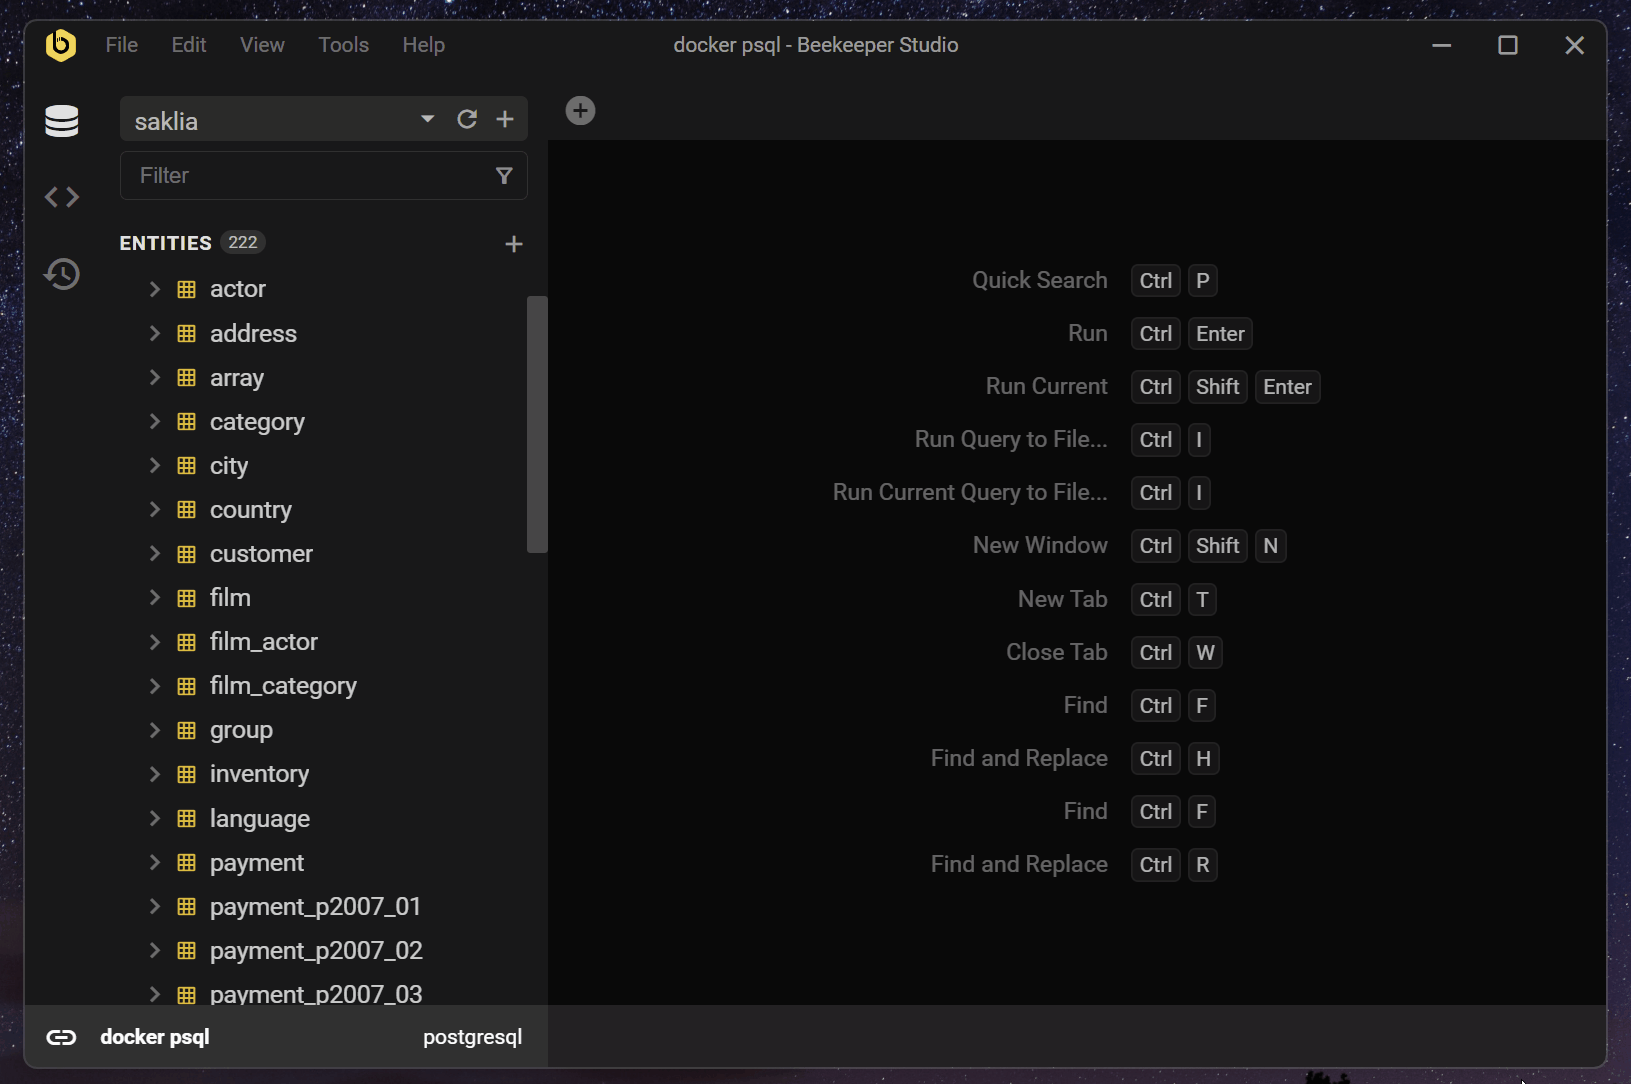 File Edit View Tools Help docker psql - Beekeeper Studio
saklia
Filter
ENTITIES 222
actor
address
array
category
city
country
customer
film
film_actor
film_category
group
inventory
language
payment
payment_p2007_01
payment_p2007_02
payment_p2007_03
Quick Search Ctrl P
Run Ctrl Enter
Run Current Ctrl Shift Enter
Run Query to File... Ctrl I
Run Current Query to File... Ctrl I
New Window Ctrl Shift N
New Tab Ctrl T
Close Tab Ctrl W
Find Ctrl F
Find and Replace Ctrl H
Find Ctrl F
Find and Replace Ctrl R
docker psql postgresql